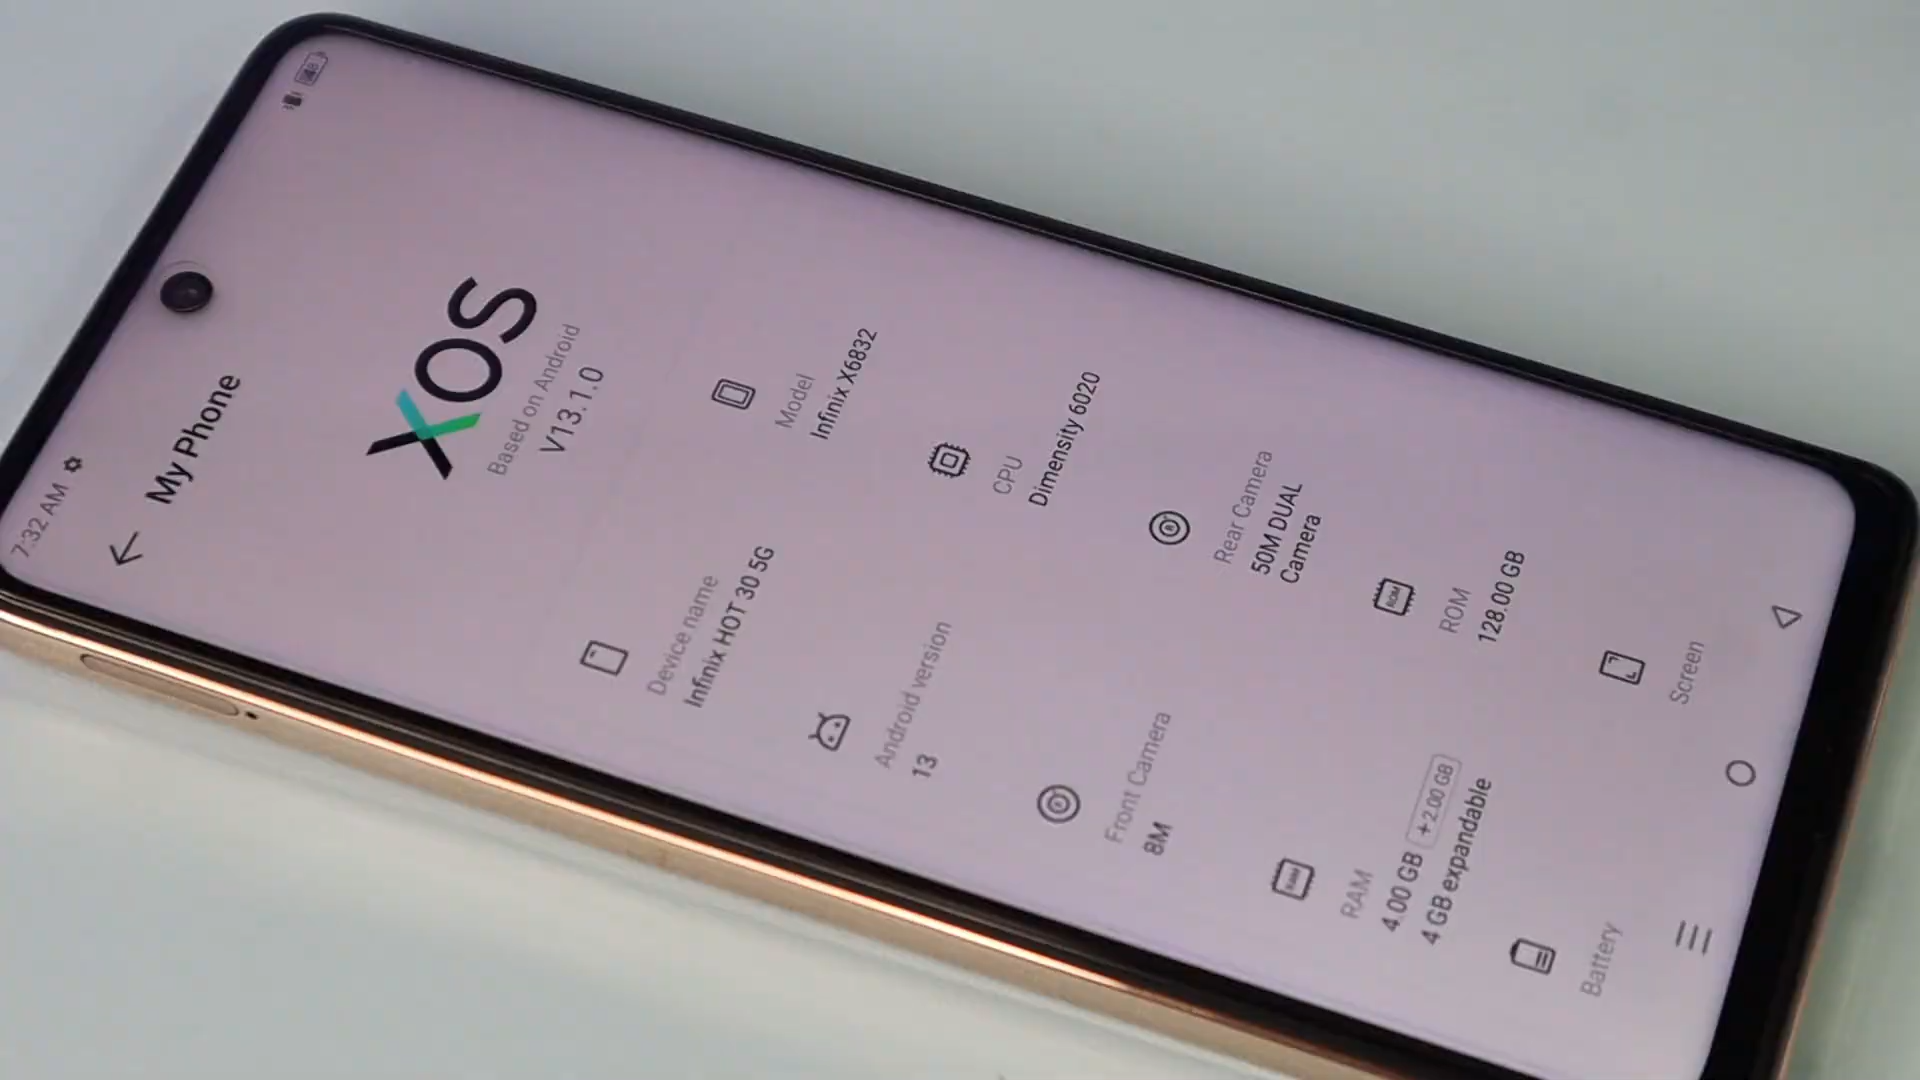 7:32 AM
My Phone
XOS
Based on Android
V13.1.0
Device name
Infinix HOT 30 5G
Model
Infinix X6832
Android version
13
CPU
Dimensity 6020
Front Camera
8M
Rear Camera
50M DUAL
Camera
RAM
4.00 GB +2.00 GB
4 GB expandable
ROM
128.00 GB
Battery
Screen